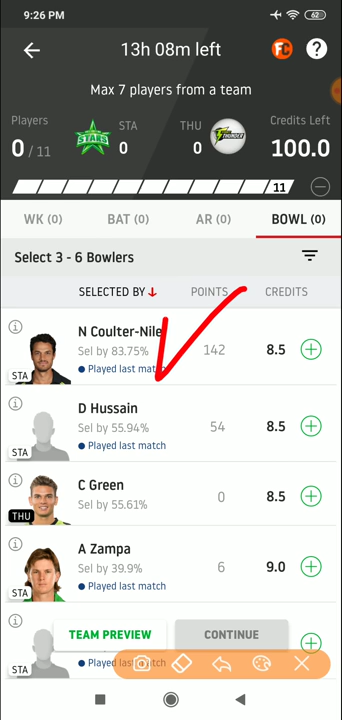 9:26 PM
62
13h 08m left
FC
?
Max 7 players from a team
Players
STA
THU
Credits Left
0 / 11
STARS
0
0
THUNDER
100.0
11
WK (0)
BAT (0)
AR (0)
BOWL (0)
Select 3 - 6 Bowlers
SELECTED BY
POINTS
CREDITS
N Coulter-Nile
Sel by 83.75%
142
8.5
Played last match
STA
D Hussain
Sel by 55.94%
54
8.5
Played last match
STA
C Green
Sel by 55.61%
0
8.5
THU
A Zampa
Sel by 39.9%
6
9.0
Played last match
STA
TEAM PREVIEW
CONTINUE
Played last match
STA